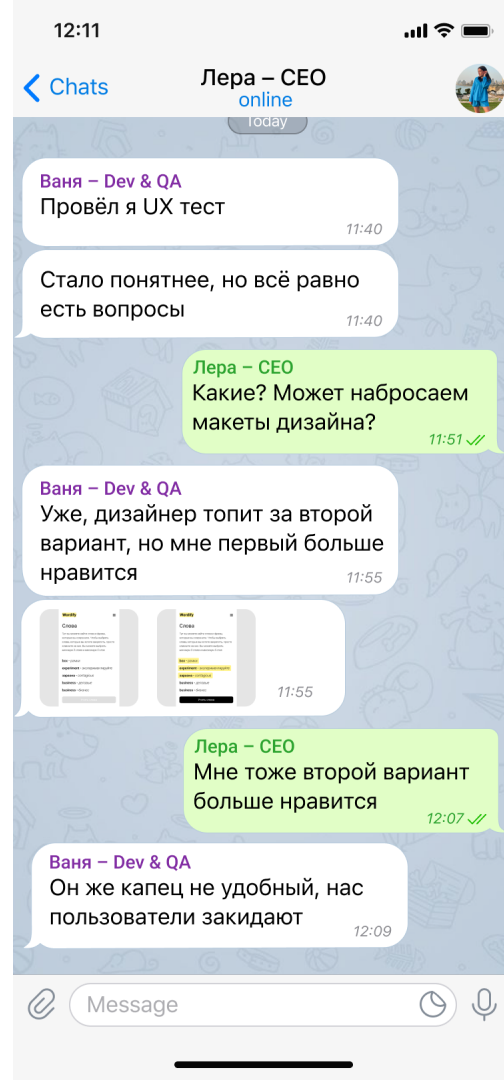 12:11
Chats
Лера – CEO
online
Today
Ваня – Dev & QA
Провёл я UX тест
11:40
Стало понятнее, но всё равно
есть вопросы
11:40
Лера – CEO
Какие? Может набросаем
макеты дизайна?
11:51
Ваня – Dev & QA
Уже, дизайнер топит за второй
вариант, но мне первый больше
нравится
11:55
Wordify
Слова
Wordify
Слова
11:55
Лера – CEO
Мне тоже второй вариант
больше нравится
12:07
Ваня – Dev & QA
Он же капец не удобный, нас
пользователи закидают
12:09
Message